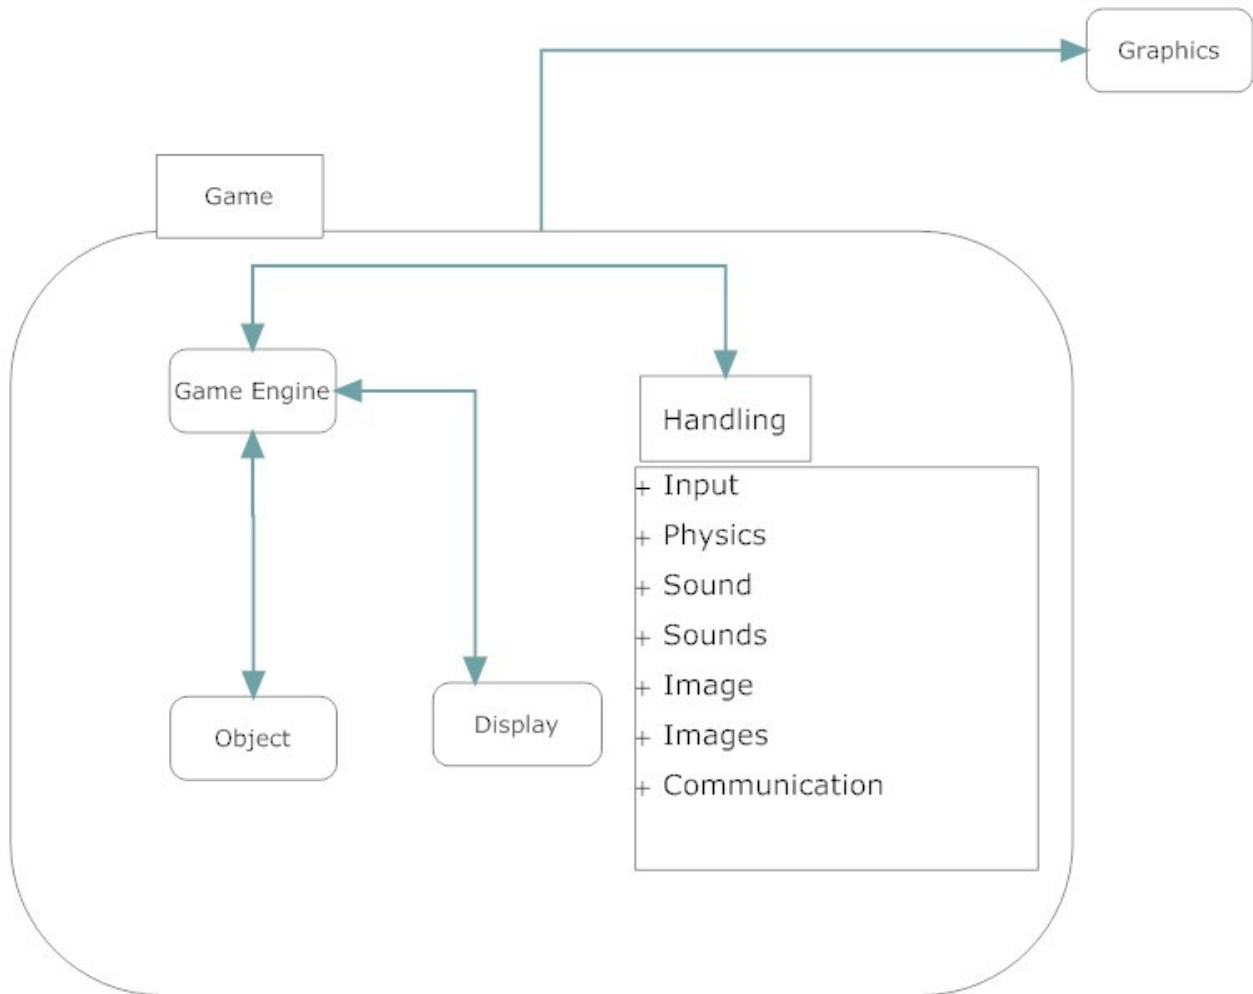 Graphics
Game
Game Engine
Handling
+ Input
+ Physics
+ Sound
+ Sounds
+ Image
+ Images
+ Communication
Object
Display